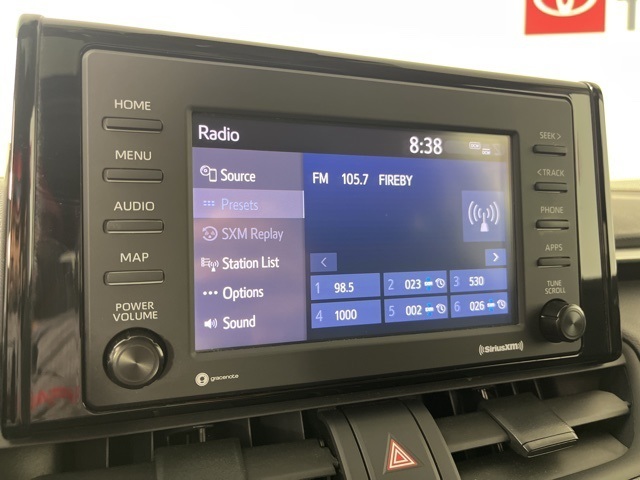 HOME
MENU
AUDIO
MAP
POWER
VOLUME
gracenote
Radio
8:38
Source
Presets
SXM Replay
Station List
Options
Sound
FM 105.7 FIREBY
<
>
1 98.5
2 023
3 530
4 1000
5 002
6 026
SEEK >
< TRACK
PHONE
APPS
TUNE
SCROLL
SiriusXM